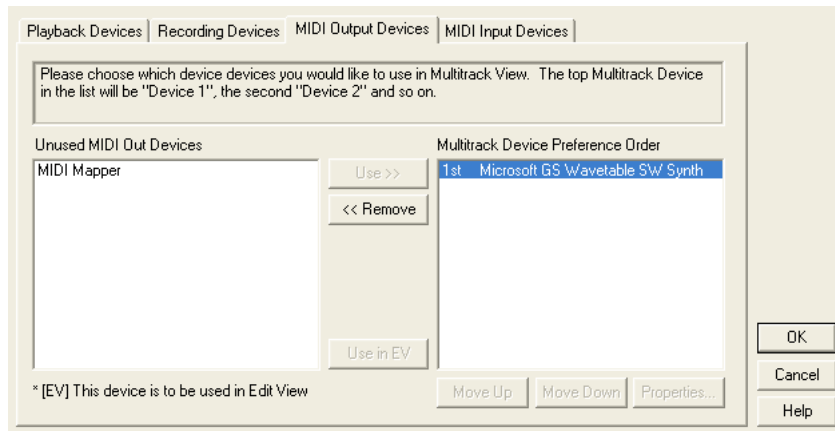 Playback Devices Recording Devices MIDI Output Devices MIDI Input Devices
Please choose which device devices you would like to use in Multitrack View. The top Multitrack Device
in the list will be "Device 1", the second "Device 2" and so on.
Unused MIDI Out Devices Multitrack Device Preference Order
MIDI Mapper Use >> 1st Microsoft GS Wavetable SW Synth
<< Remove
OK
Use in EV
Cancel
* [EV] This device is to be used in Edit View Move Up Move Down Properties...
Help